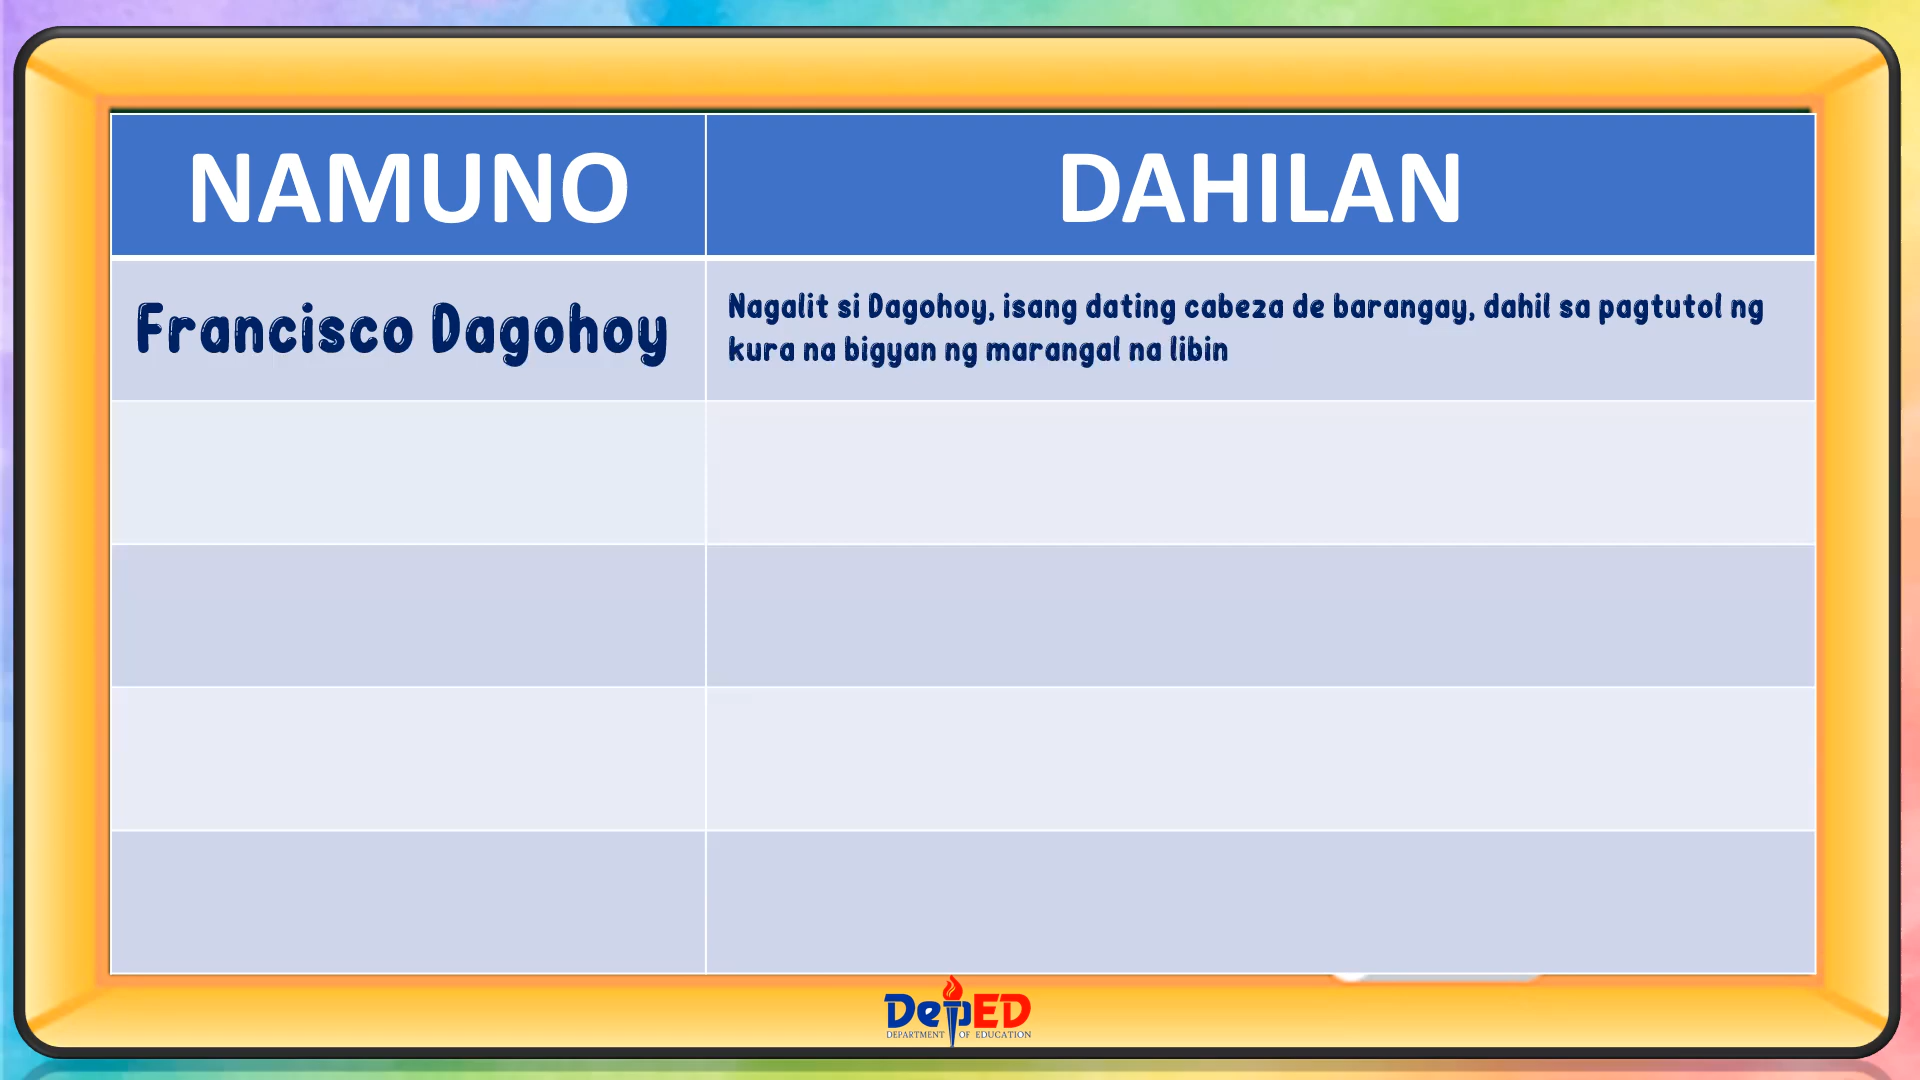 NAMUNO
DAHILAN
Francisco Dagohoy
Nagalit si Dagohoy, isang dating cabeza de barangay, dahil sa pagtutol ng
kura na bigyan ng marangal na libin
DepED
DEPARTMENT OF EDUCATION